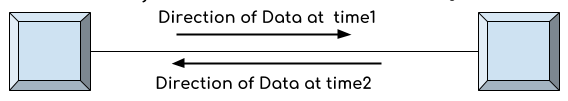 Direction of Data at time1
Direction of Data at time2